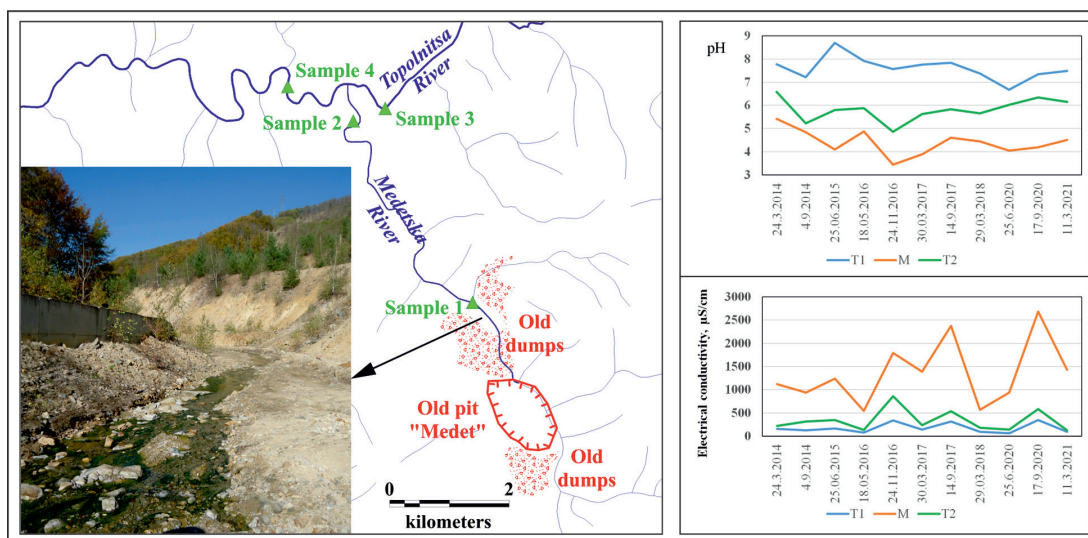 Sample 4
Topolnitsa
River
Sample 2
Sample 3
Medetska
River
Sample 1
Old
dumps
Old pit
"Medet"
Old
dumps
0
2
kilometers
pH
9
8
7
6
5
4
3
24.3.2014
4.9.2014
25.06.2015
18.05.2016
24.11.2016
30.03.2017
14.9.2017
29.03.2018
25.6.2020
17.9.2020
11.3.2021
T1 M T2
Electrical conductivity, µS/cm
3000
2500
2000
1500
1000
500
0
24.3.2014
4.9.2014
25.06.2015
18.05.2016
24.11.2016
30.03.2017
14.9.2017
29.03.2018
25.6.2020
17.9.2020
11.3.2021
T1 M T2